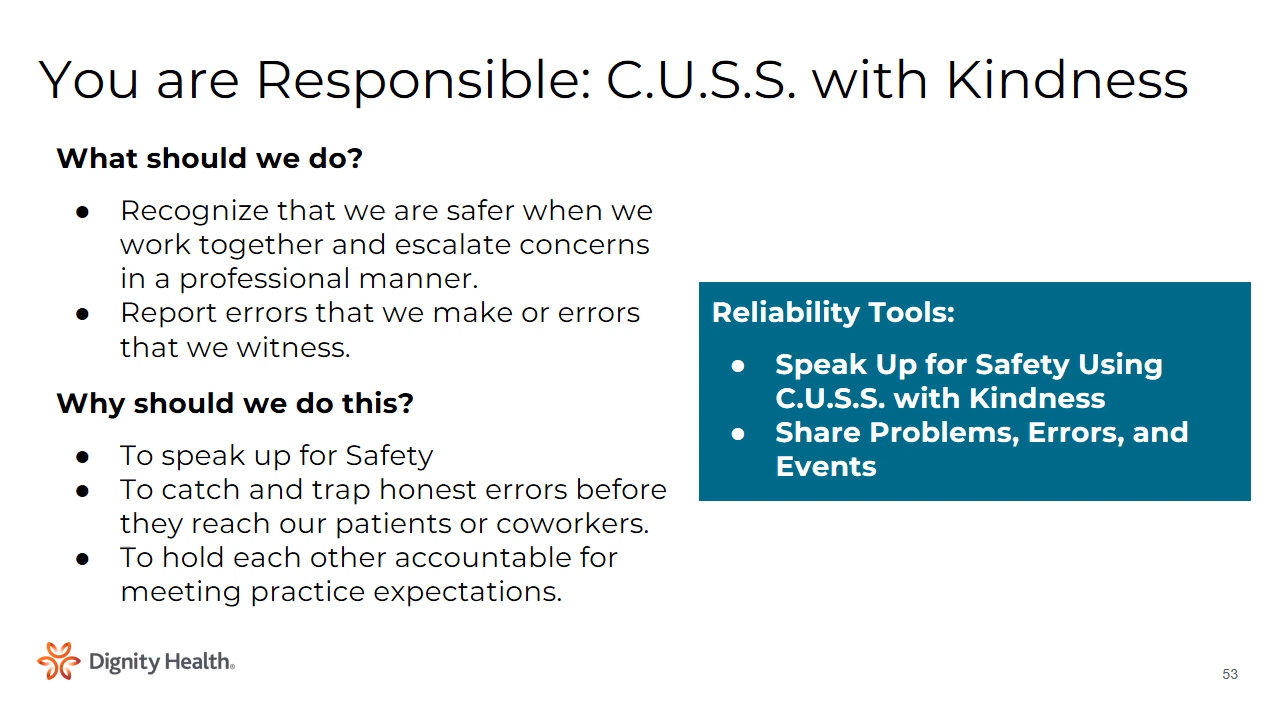 You are Responsible: C.U.S.S. with Kindness
What should we do?
● Recognize that we are safer when we
work together and escalate concerns
in a professional manner.
● Report errors that we make or errors
that we witness.
Why should we do this?
● To speak up for Safety
● To catch and trap honest errors before
they reach our patients or coworkers.
● To hold each other accountable for
meeting practice expectations.
Reliability Tools:
● Speak Up for Safety Using
C.U.S.S. with Kindness
● Share Problems, Errors, and
Events
Dignity Health®
53